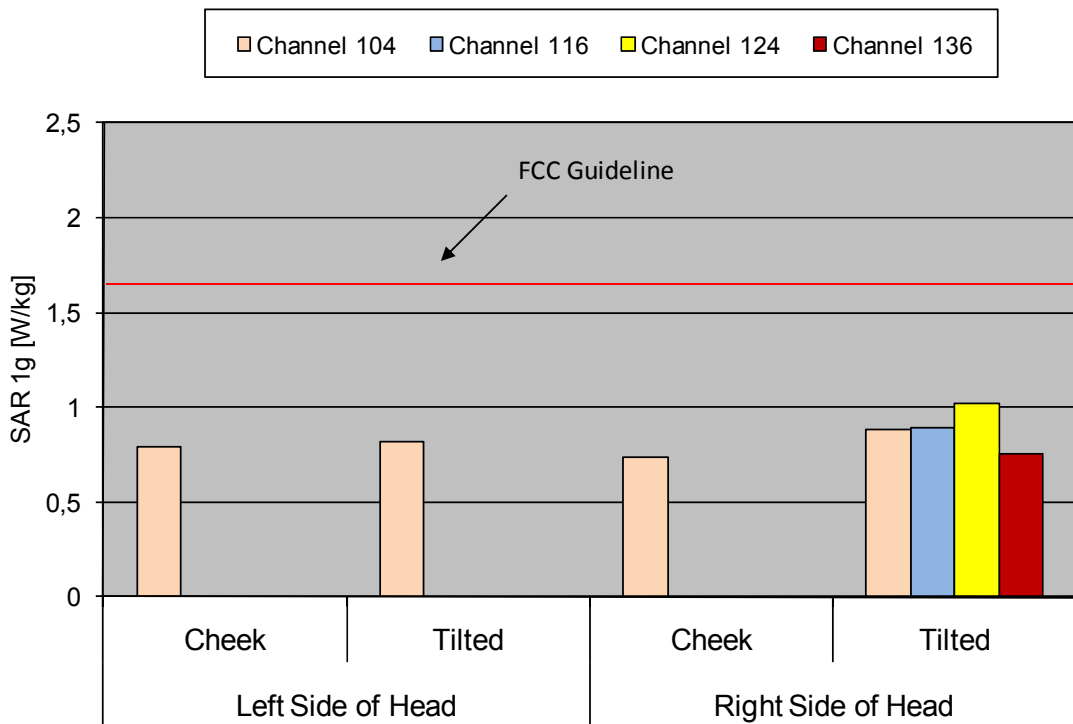 Channel 104 Channel 116 Channel 124 Channel 136
2,5
FCC Guideline
2
SAR 1g [W/kg]
1,5
1
0,5
0
Cheek Tilted Cheek Tilted
Left Side of Head Right Side of Head